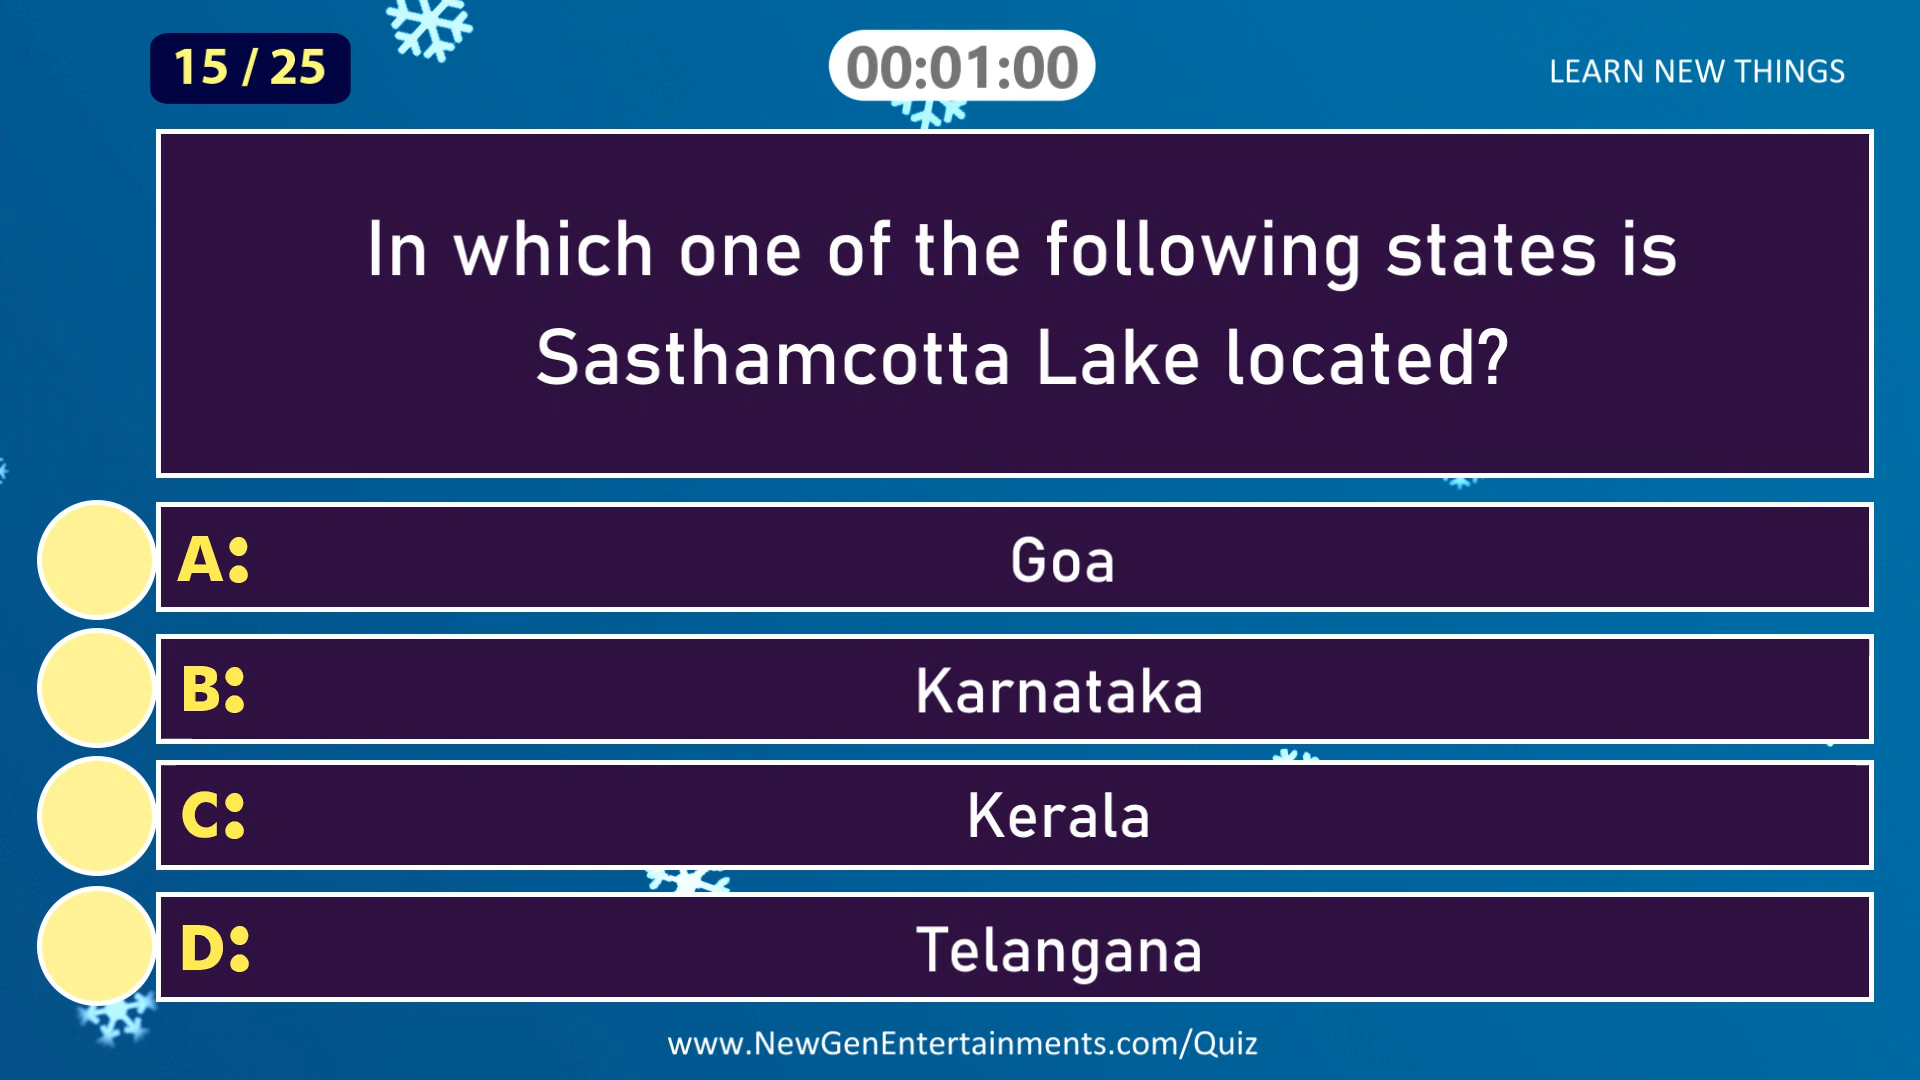 15 / 25
00:01:00
LEARN NEW THINGS
In which one of the following states is
Sasthamcotta Lake located?
A: Goa
B: Karnataka
C: Kerala
D: Telangana
www.NewGenEntertainments.com/Quiz